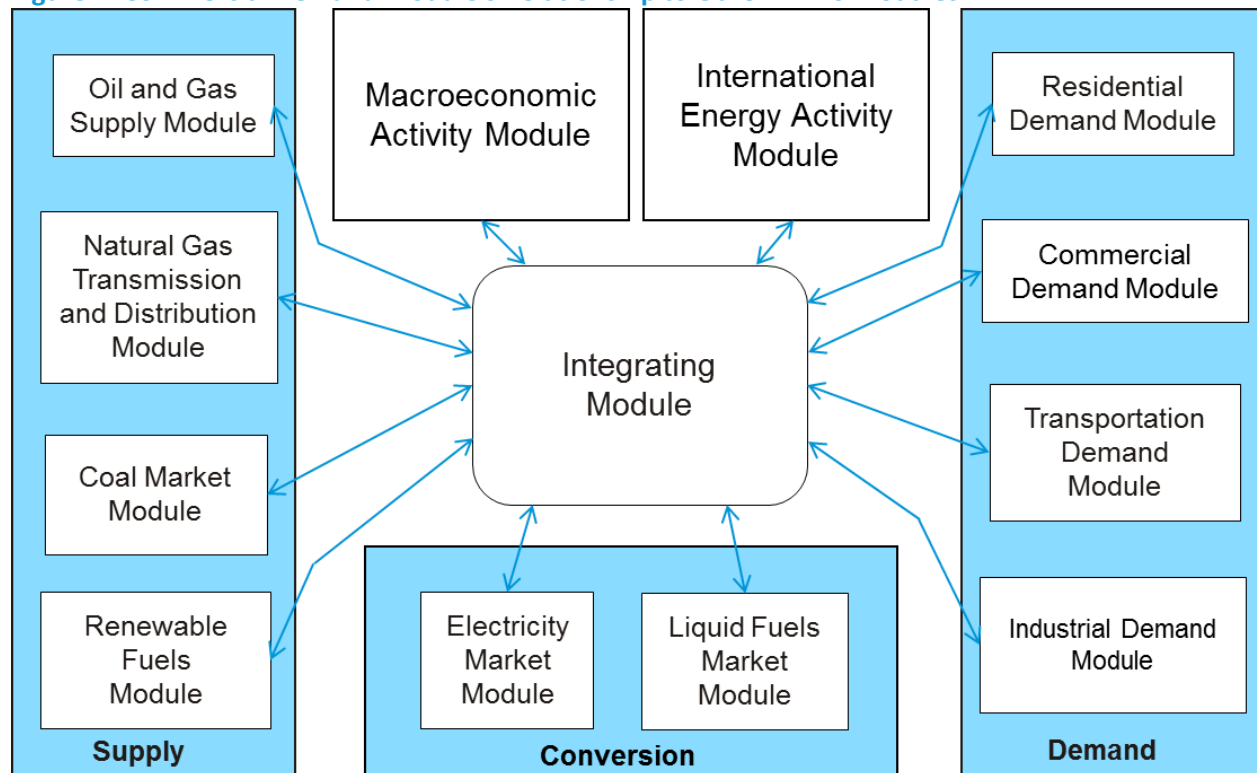 Oil and Gas
Supply Module
Macroeconomic
Activity Module
International
Energy Activity
Module
Residential
Demand Module
Natural Gas
Transmission
and Distribution
Module
Commercial
Demand Module
Integrating
Module
Transportation
Demand
Module
Coal Market
Module
Renewable
Fuels
Module
Electricity
Market
Module
Liquid Fuels
Market
Module
Industrial Demand
Module
Supply
Conversion
Demand